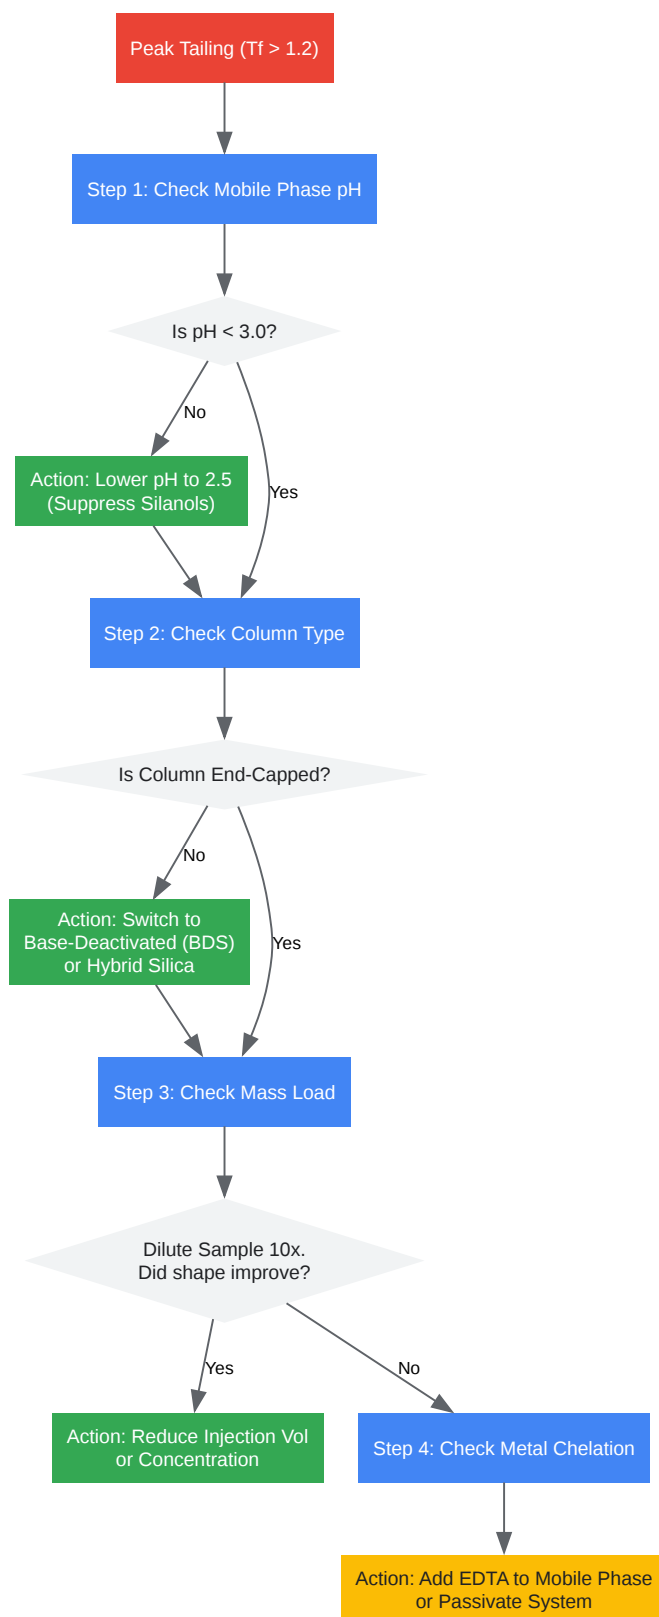 Peak Tailing (Tf > 1.2)
Step 1: Check Mobile Phase pH
Is pH < 3.0?
No
Action: Lower pH to 2.5
(Suppress Silanols)
Yes
Step 2: Check Column Type
Is Column End-Capped?
No
Action: Switch to
Base-Deactivated (BDS)
or Hybrid Silica
Yes
Step 3: Check Mass Load
Dilute Sample 10x.
Did shape improve?
Yes
No
Action: Reduce Injection Vol
or Concentration
Step 4: Check Metal Chelation
Action: Add EDTA to Mobile Phase
or Passivate System